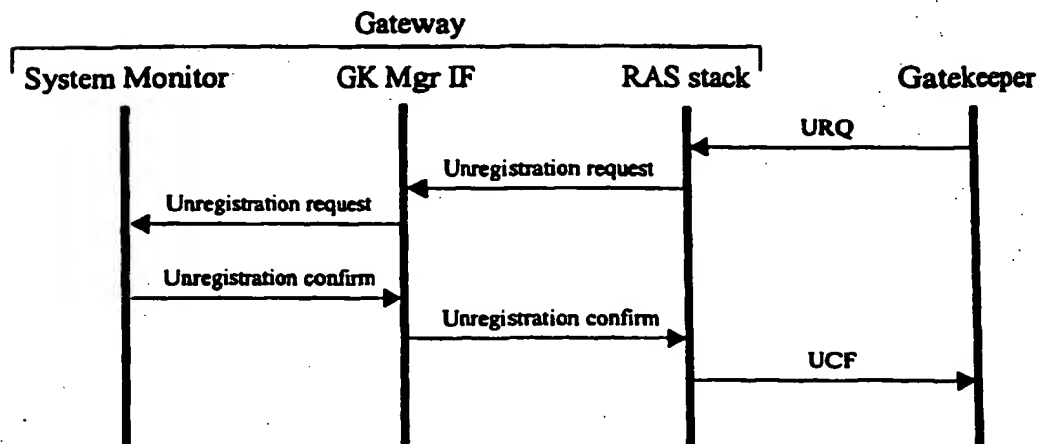 Gateway
System Monitor GK Mgr IF RAS stack Gatekeeper
URQ
Unregistration request
Unregistration request
Unregistration confirm
Unregistration confirm
UCF